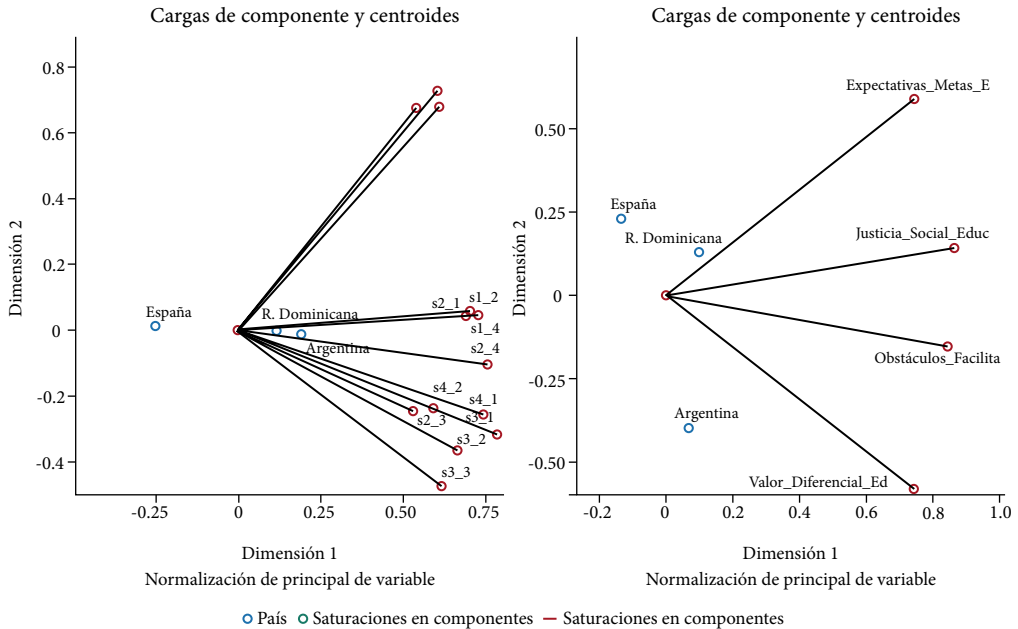 Cargas de componente y centroides
0.8
0.6
0.4
0.2
0
-0.2
-0.4
Dimensión 2
España
R. Dominicana
Argentina
s2_1
s1_2
s1_4
s2_4
s4_2
s4_1
s2_3
s3_1
s3_2
s3_3
-0.25
0
0.25
0.50
0.75
Dimensión 1
Normalización de principal de variable
Cargas de componente y centroides
0.50
0.25
0
-0.25
-0.50
Dimensión 2
Expectativas_Metas_E
España
R. Dominicana
Justicia_Social_Educ
Obstáculos_Facilita
Argentina
Valor_Diferencial_Ed
-0.2
0
0.2
0.4
0.6
0.8
1.0
Dimensión 1
Normalización de principal de variable
País
Saturaciones en componentes
Saturaciones en componentes